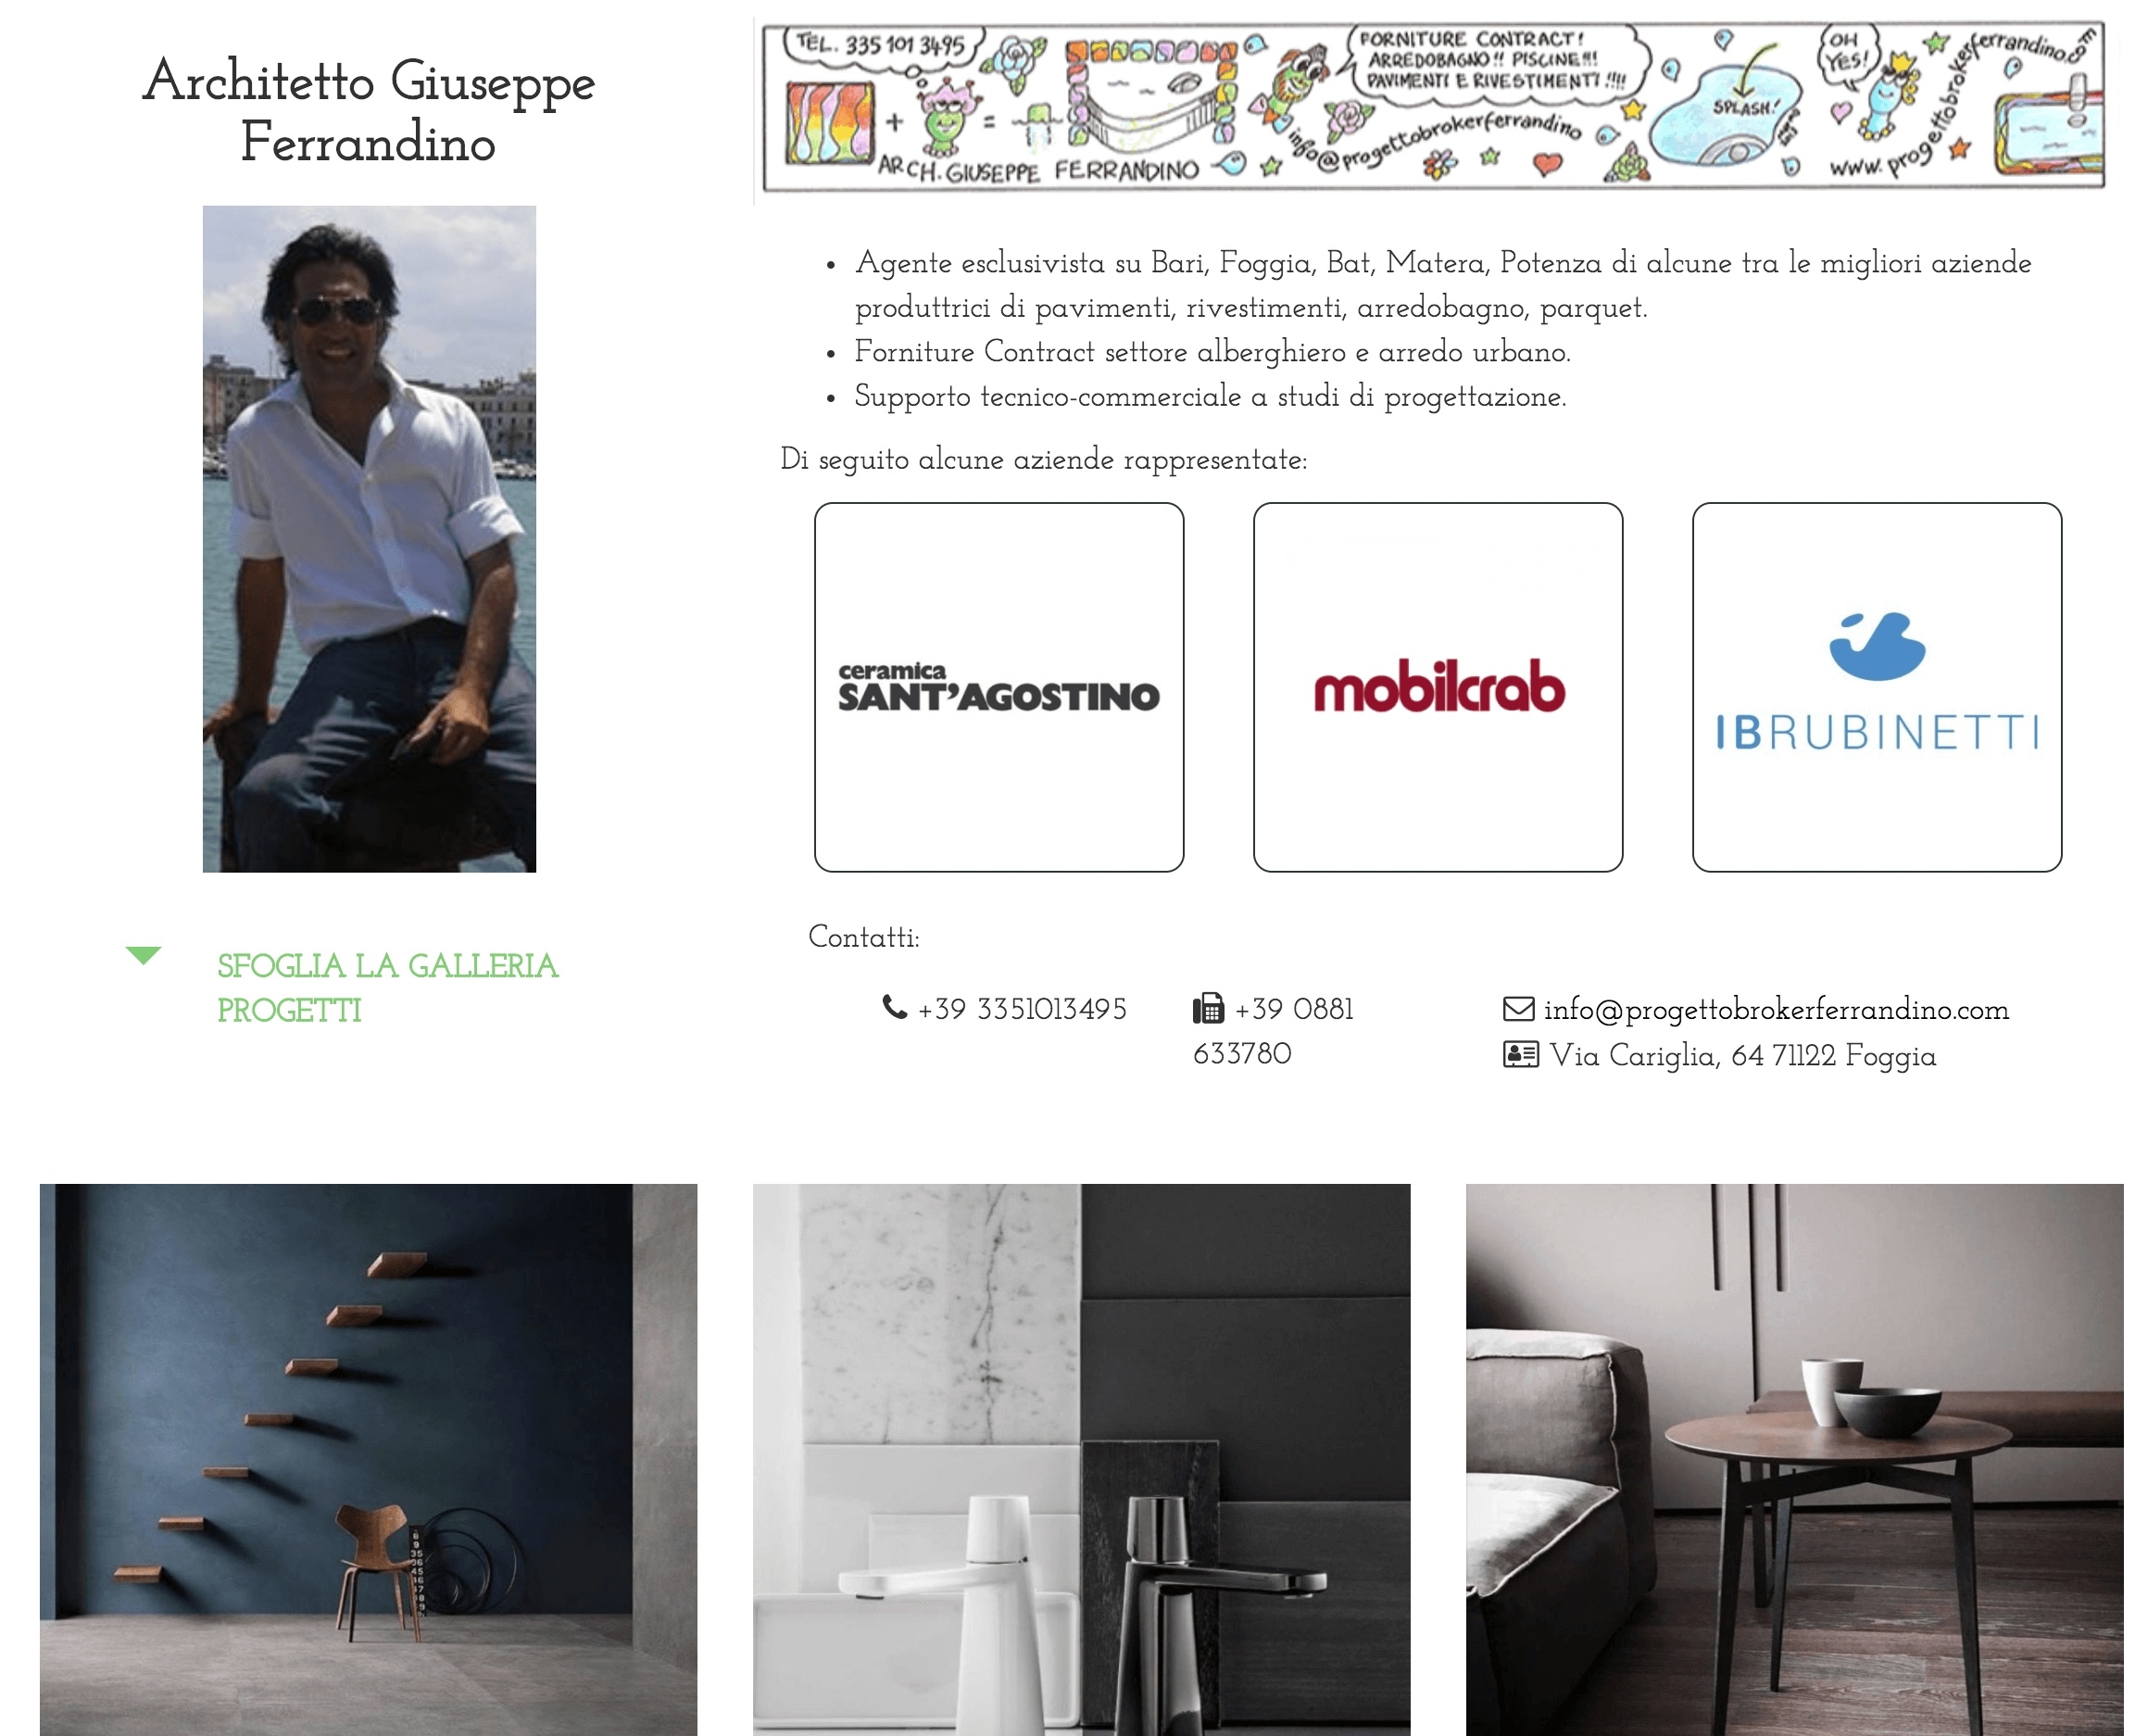 Architetto Giuseppe
Ferrandino
TEL. 335 101 3495
+
=
ARCH. GIUSEPPE FERRANDINO
FORNITURE CONTRACT!
ARREDOBAGNO!! PISCINE!!!
PAVIMENTI E RIVESTIMENTI!!!!
info@progettobrokerferrandino
SPLASH!
OH
YES!
www.progettobrokerferrandino.com
• Agente esclusivista su Bari, Foggia, Bat, Matera, Potenza di alcune tra le migliori aziende
produttrici di pavimenti, rivestimenti, arredobagno, parquet.
• Forniture Contract settore alberghiero e arredo urbano.
• Supporto tecnico-commerciale a studi di progettazione.
Di seguito alcune aziende rappresentate:
ceramica
SANT'AGOSTINO
mobilcrab
IBRUBINETTI
SFOGLIA LA GALLERIA
PROGETTI
Contatti:
+39 3351013495
+39 0881
633780
info@progettobrokerferrandino.com
Via Cariglia, 64 71122 Foggia